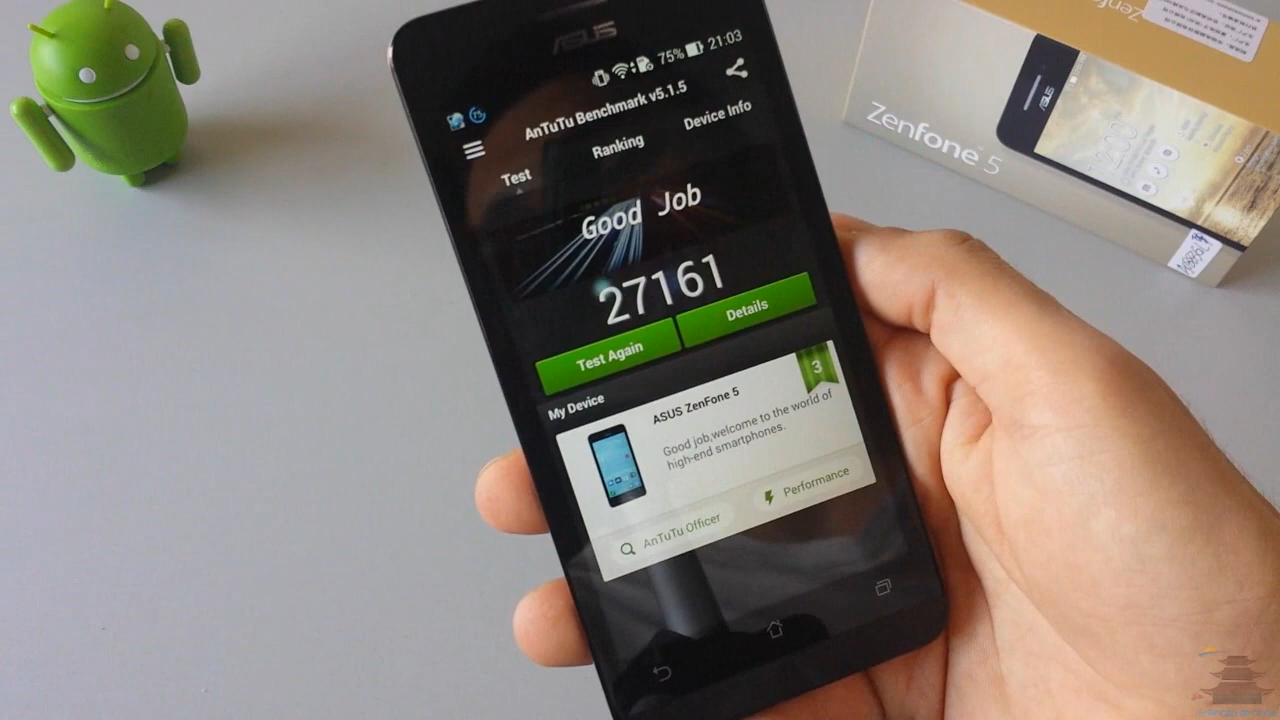 ASUS
75% 21:03
AnTuTu Benchmark v5.1.5
Test
Ranking
Device Info
Good Job
27161
Test Again
Details
My Device
3
ASUS ZenFone 5
Good job,welcome to the world of
high-end smartphones.
AnTuTu Officer
Performance
Zenfone 5
ASUS